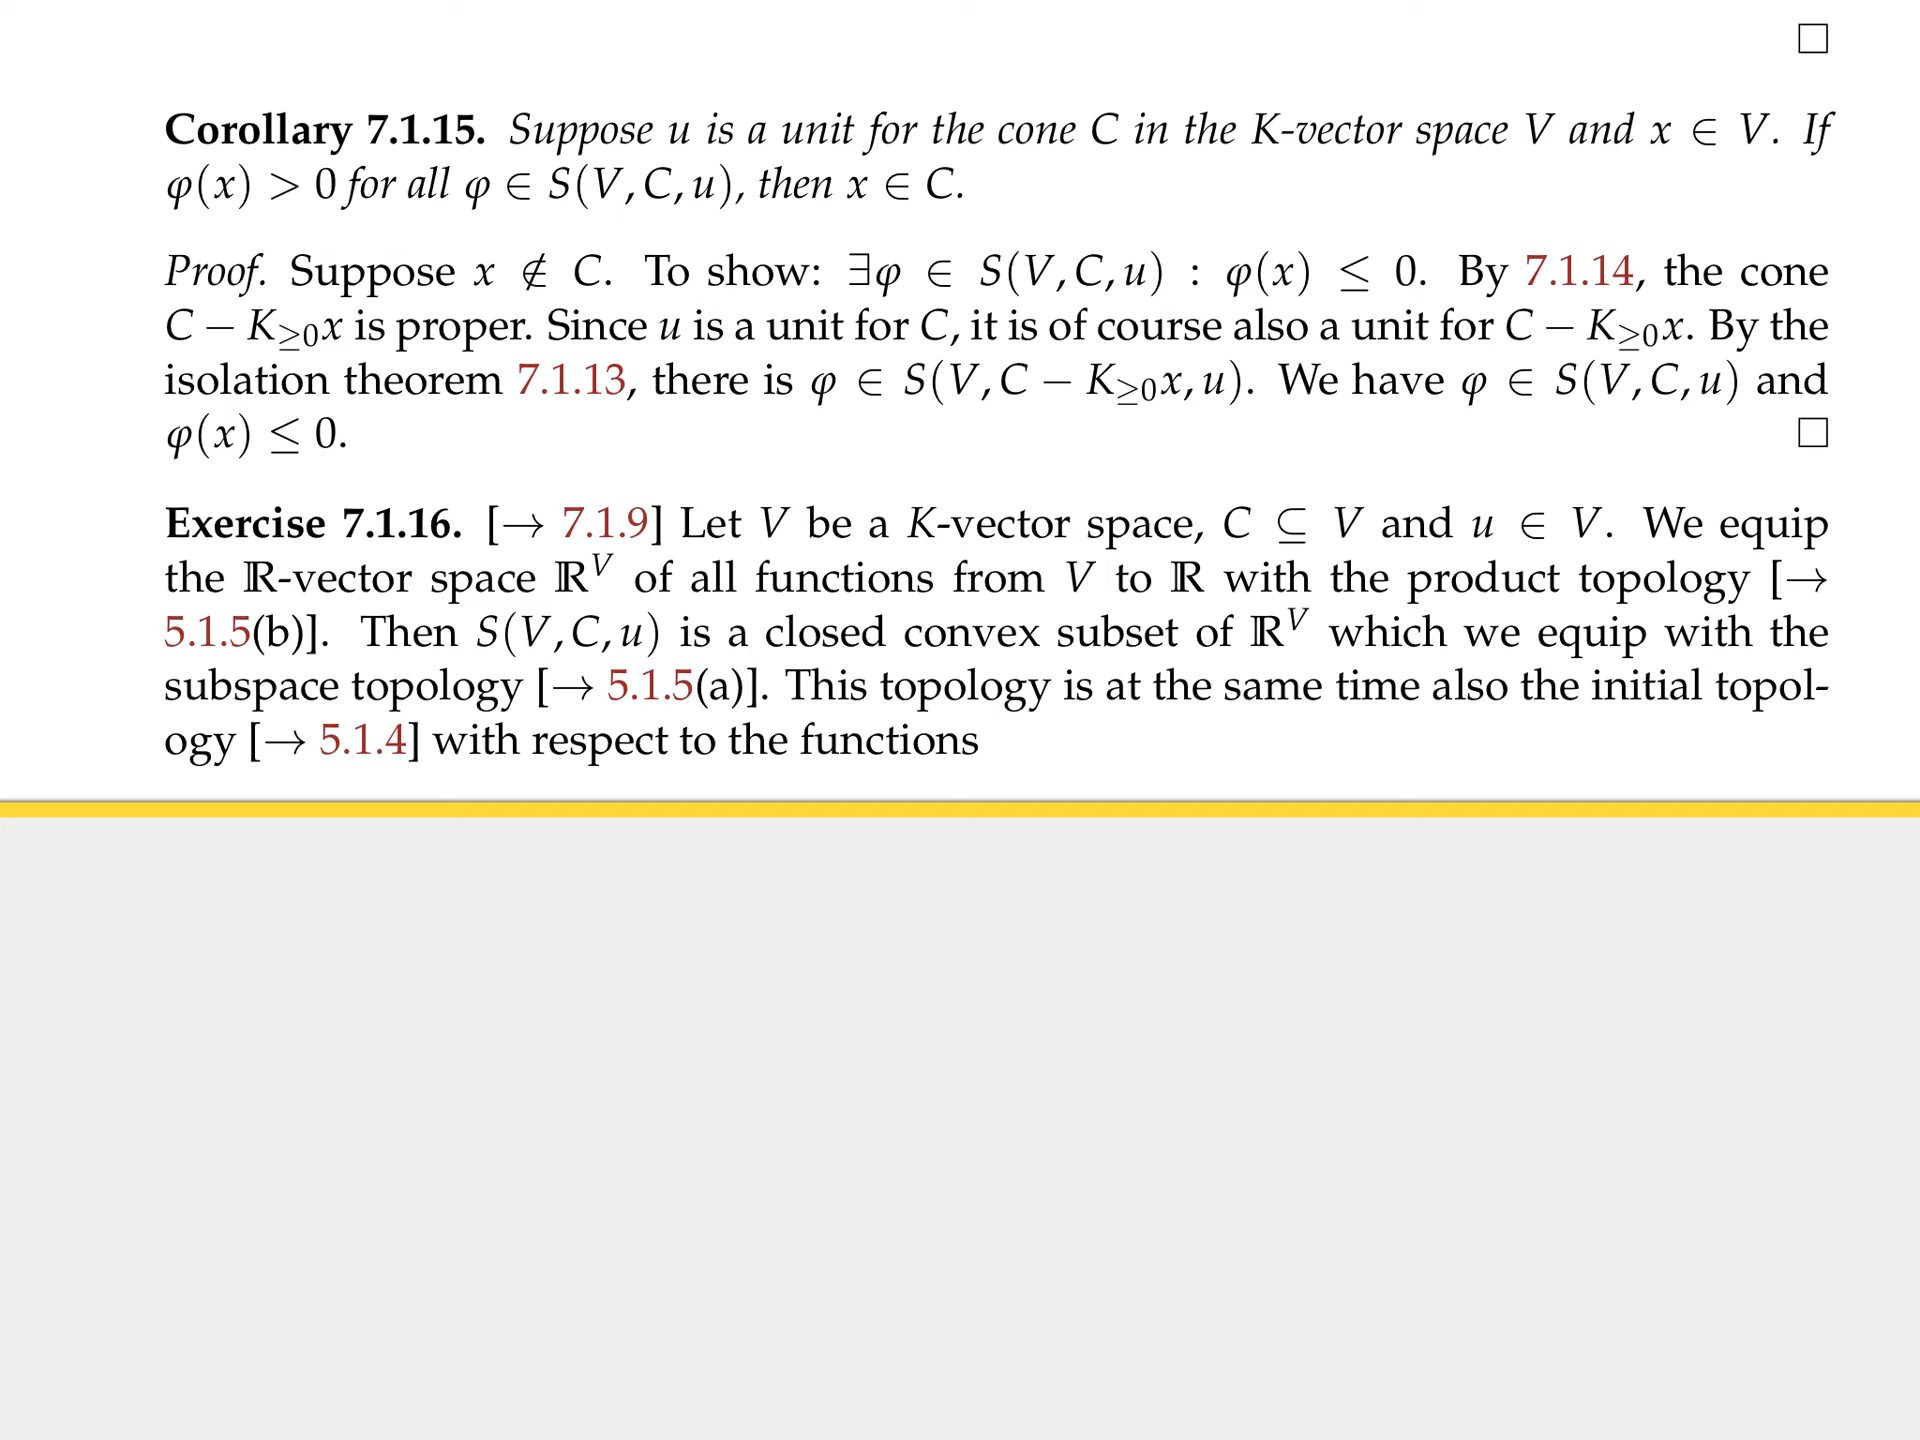 □
Corollary 7.1.15. Suppose u is a unit for the cone C in the K-vector space V and x ∈ V. If
φ(x) > 0 for all φ ∈ S(V, C, u), then x ∈ C.
Proof. Suppose x ∉ C. To show: ∃φ ∈ S(V, C, u) : φ(x) ≤ 0. By 7.1.14, the cone
C − K≥0x is proper. Since u is a unit for C, it is of course also a unit for C − K≥0x. By the
isolation theorem 7.1.13, there is φ ∈ S(V, C − K≥0x, u). We have φ ∈ S(V, C, u) and
φ(x) ≤ 0. □
Exercise 7.1.16. [→ 7.1.9] Let V be a K-vector space, C ⊆ V and u ∈ V. We equip
the ℝ-vector space ℝ^V of all functions from V to ℝ with the product topology [→
5.1.5(b)]. Then S(V, C, u) is a closed convex subset of ℝ^V which we equip with the
subspace topology [→ 5.1.5(a)]. This topology is at the same time also the initial topol-
ogy [→ 5.1.4] with respect to the functions